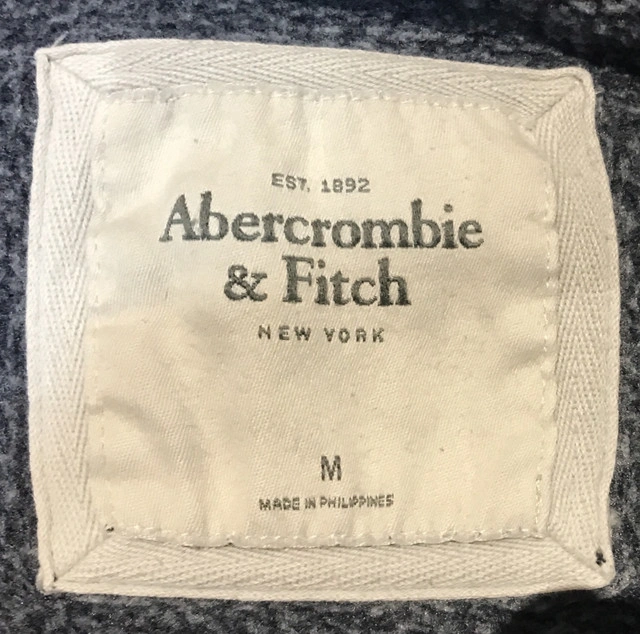 EST. 1892
Abercrombie
& Fitch
NEW YORK
M
MADE IN PHILIPPINES